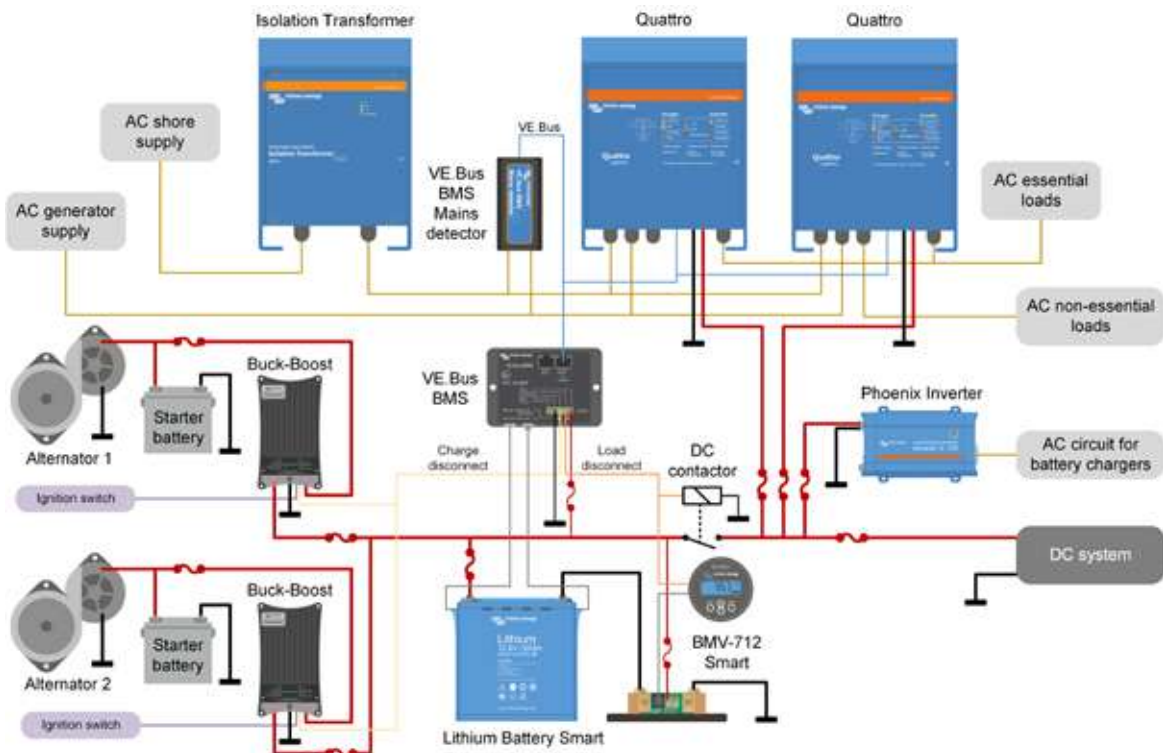 Isolation Transformer
Quattro
Quattro
AC shore
supply
AC generator
supply
VE.Bus
VE.Bus
BMS
Mains
detector
Isolation Transformer
Quattro
Quattro
AC essential
loads
AC non-essential
loads
Buck-Boost
Starter
battery
Alternator 1
Ignition switch
VE.Bus
BMS
Charge
disconnect
Load
disconnect
DC
contactor
Phoenix Inverter
AC circuit for
battery chargers
DC system
Buck-Boost
Starter
battery
Alternator 2
Ignition switch
Lithium
BMV-712
Smart
Lithium Battery Smart